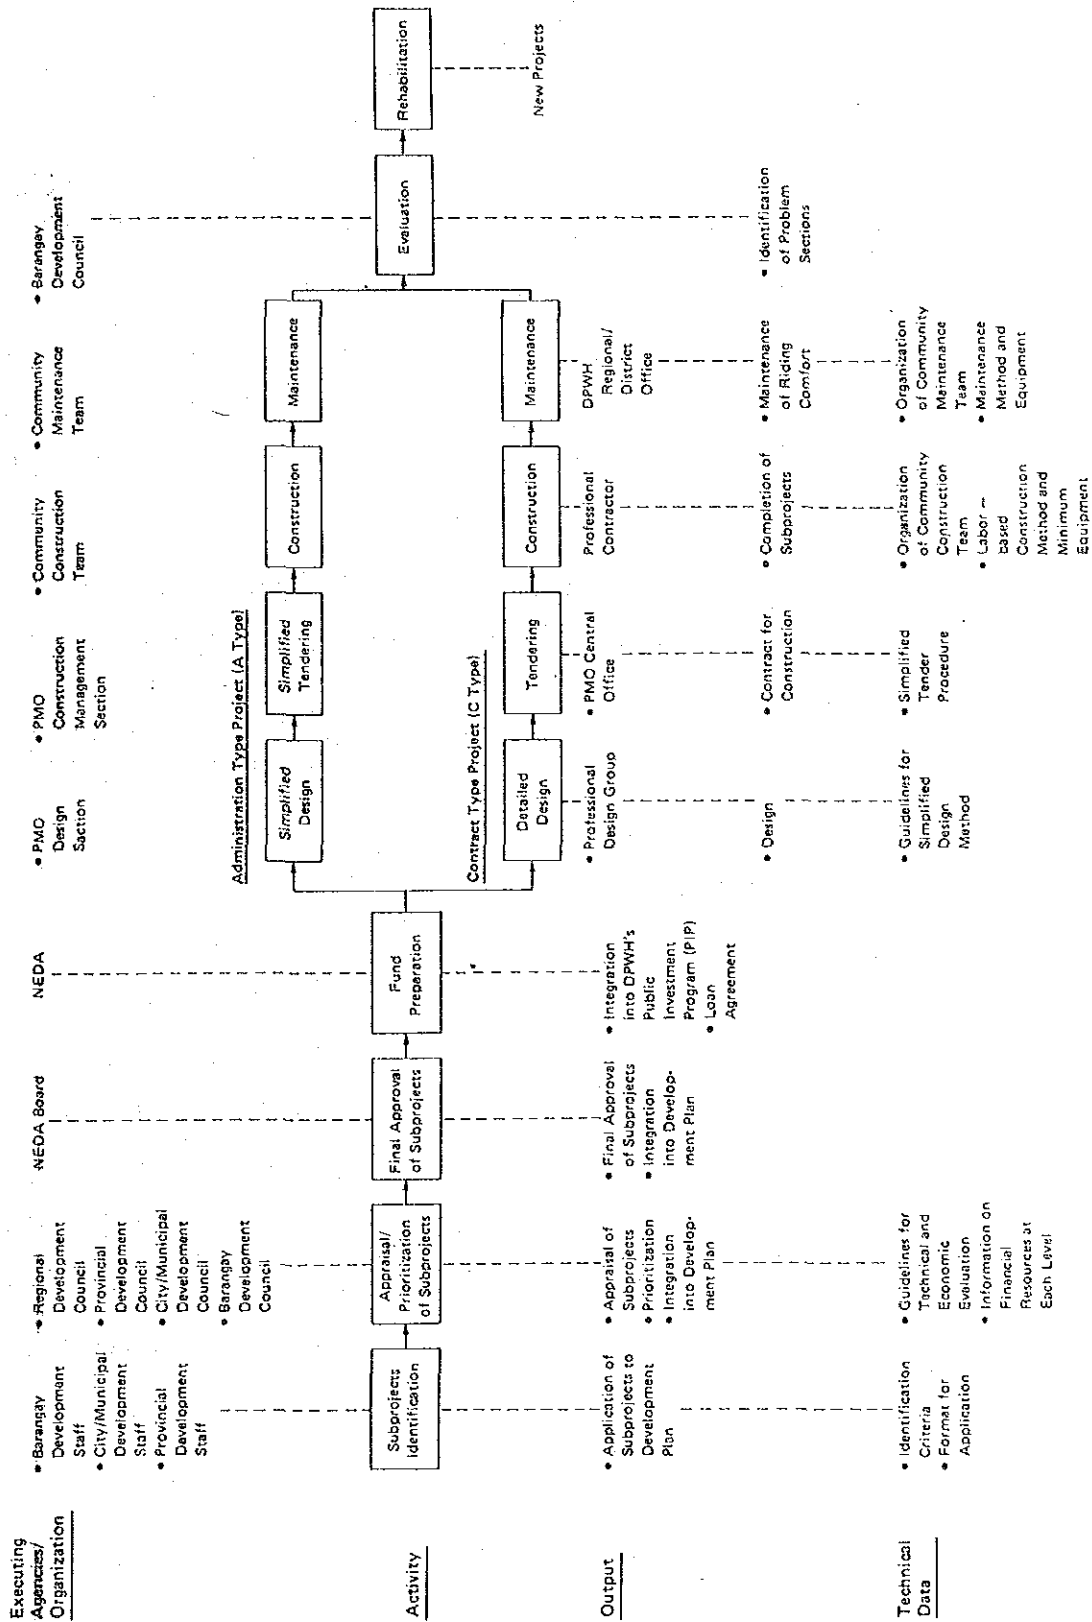 Executing
Agencies/
Organization
• Barangay
Development
Staff
• City/Municipal
Development
Staff
• Provincial
Development
Staff
• Regional
Development
Council
• Provincial
Development
Council
• City/Municipal
Development
Council
• Barangay
Development
Council
NEDA Board
NEDA
• PMO
Design
Section
• PMO
Construction
Management
Section
• Community
Construction
Team
• Community
Maintenance
Team
• Barangay
Development
Council
Activity
Subprojects
Identification
Appraisal/
Prioritization
of Subprojects
Final Approval
of Subprojects
Fund
Preparation
Administration Type Project (A Type)
Simplified
Design
Simplified
Tendering
Construction
Maintenance
Contract Type Project (C Type)
Detailed
Design
Tendering
Construction
Maintenance
Evaluation
Rehabilitation
• Professional
Design Group
• PMO Central
Office
Professional
Contractor
DPWH
Regional/
District
Office
New Projects
Output
• Application of
Subprojects to
Development
Plan
• Appraisal of
Subprojects
• Prioritization
• Integration
into Develop-
ment Plan
• Final Approval
of Subprojects
• Integration
into Develop-
ment Plan
• Integration
into DPWH's
Public
Investment
Program (PIP)
• Loan
Agreement
• Design
• Contract for
Construction
• Completion of
Subprojects
• Maintenance
of Riding
Comfort
• Identification
of Problem
Sections
Technical
Data
• Identification
Criteria
• Format for
Application
• Guidelines for
Technical and
Economic
Evaluation
• Information on
Financial
Resources at
Each Level
• Guidelines for
Simplified
Design
Method
• Simplified
Tender
Procedure
• Organization
of Community
Construction
Team
• Labor —
based
Construction
Method and
Minimum
Equipment
• Organization
of Community
Maintenance
Team
• Maintenance
Method and
Equipment